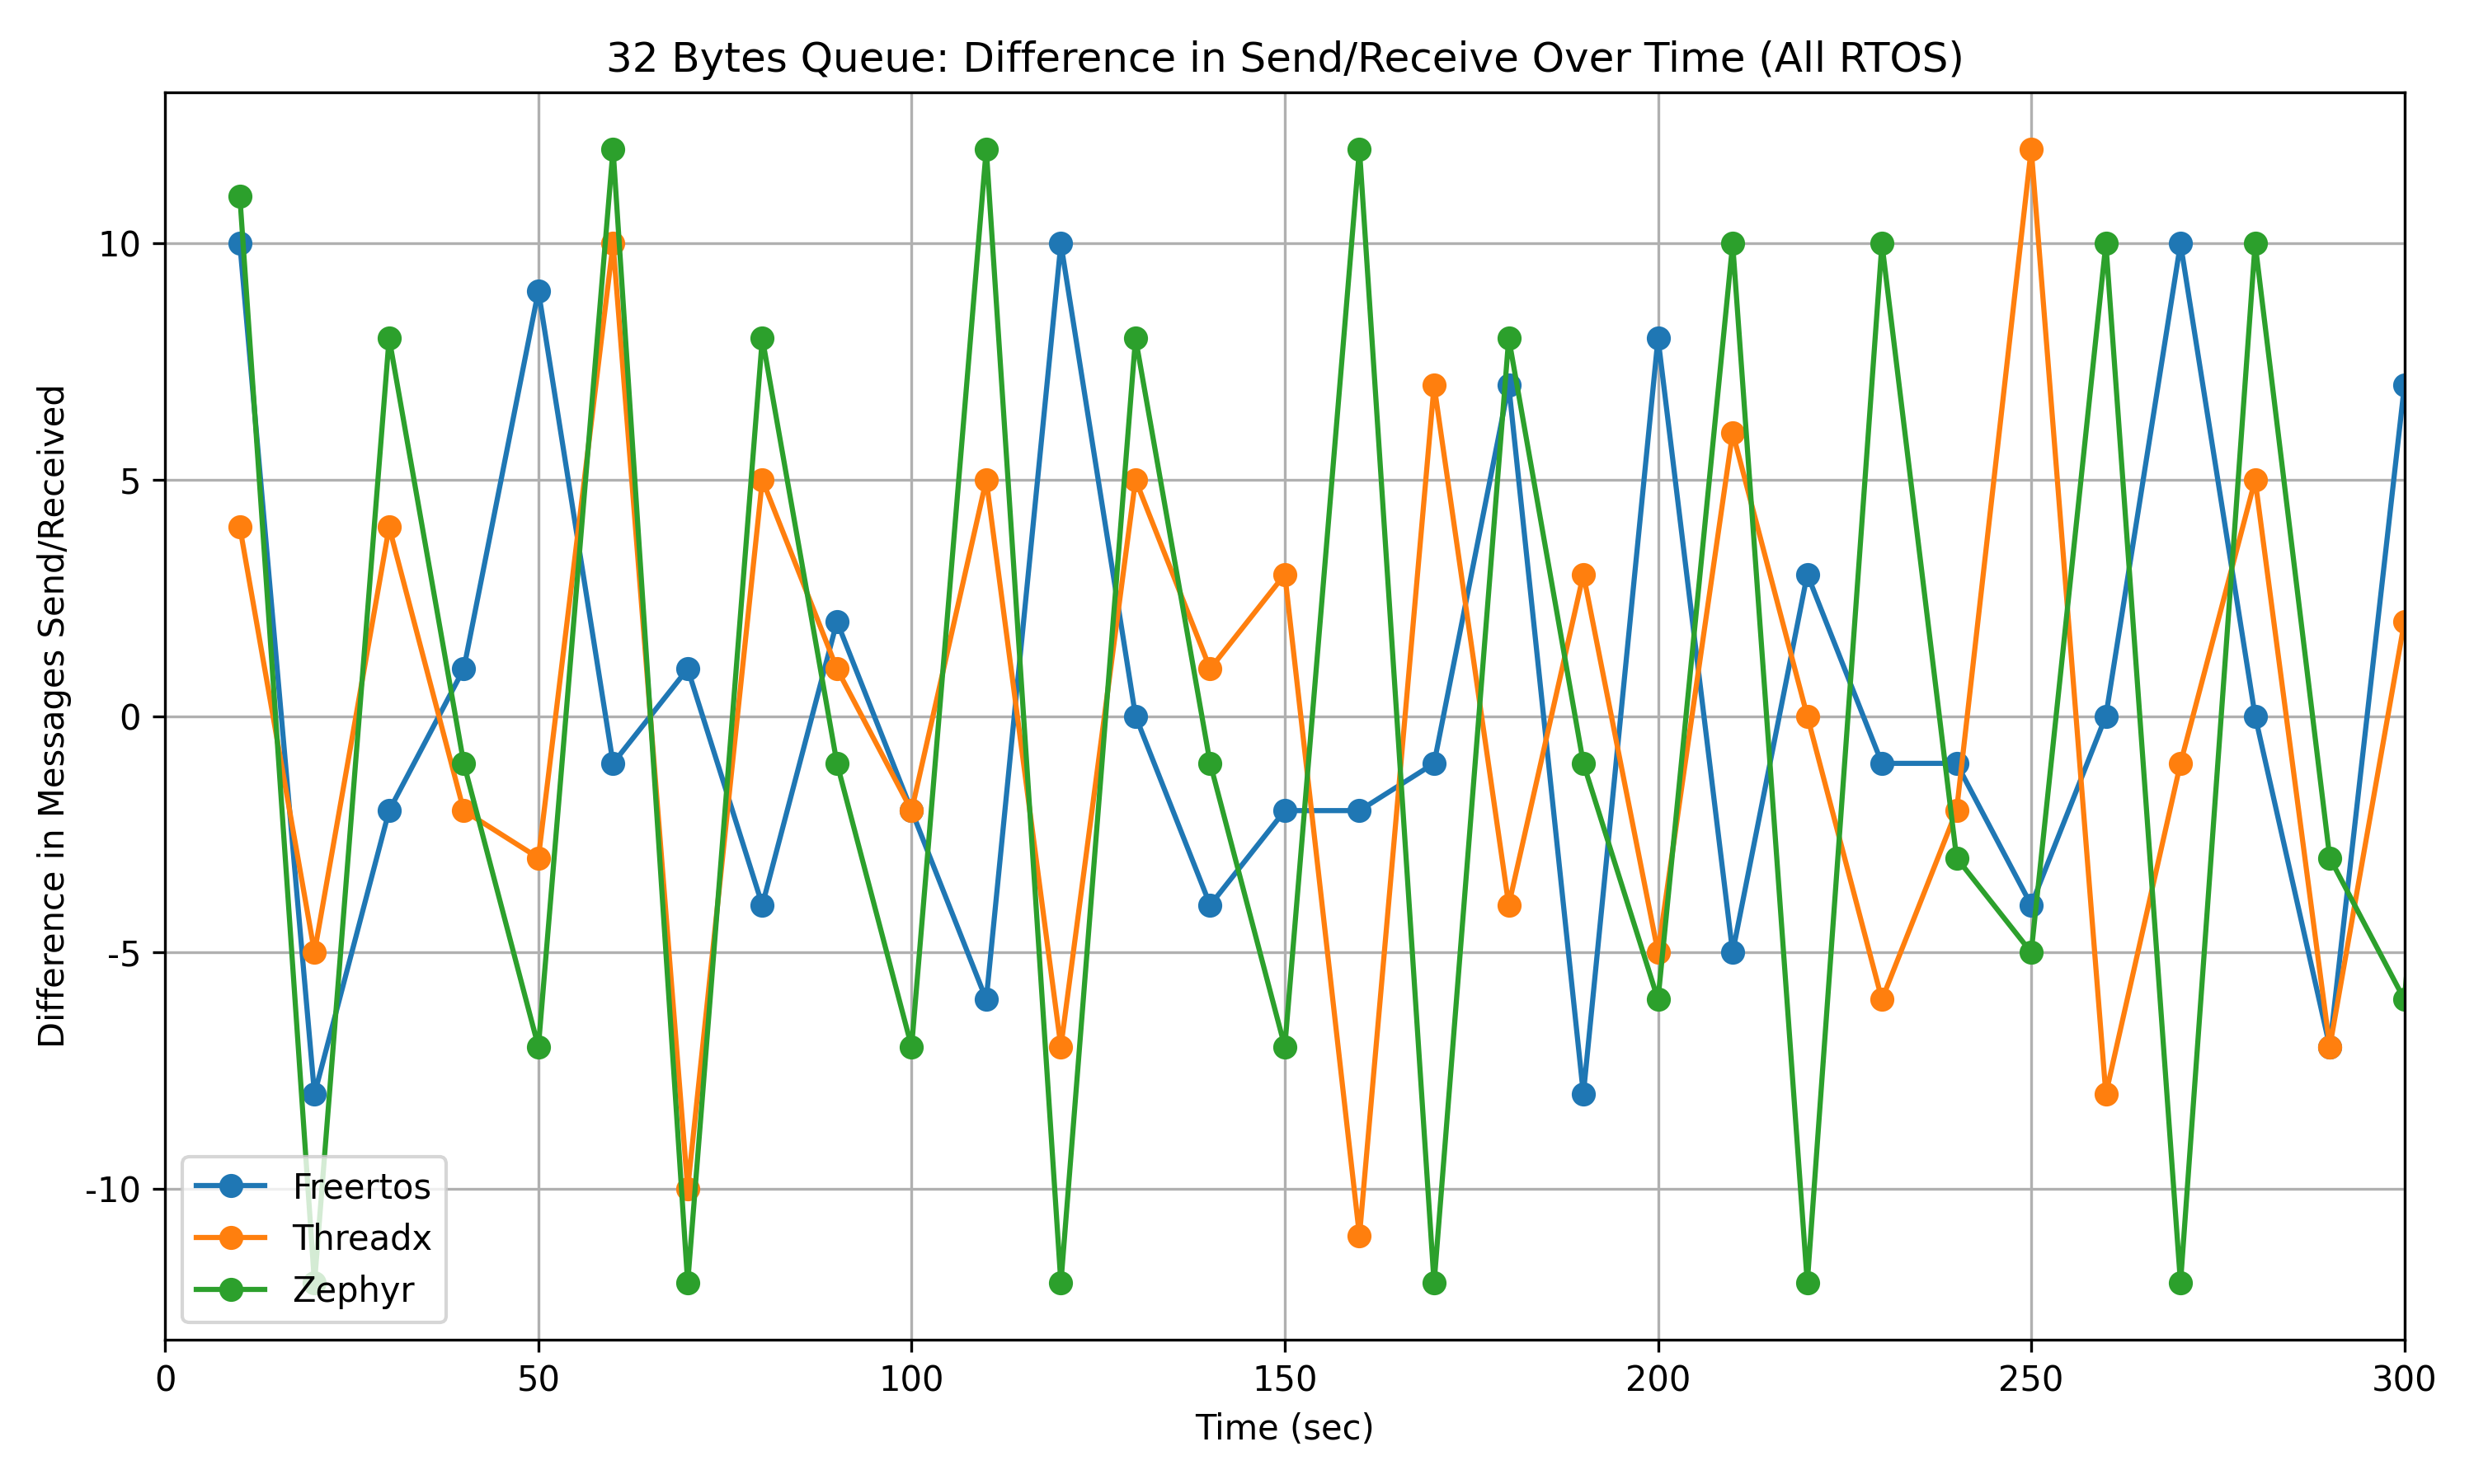 32 Bytes Queue: Difference in Send/Receive Over Time (All RTOS)
Difference in Messages Send/Received
10
5
0
-5
-10
Freertos
Threadx
Zephyr
0 50 100 150 200 250 300
Time (sec)